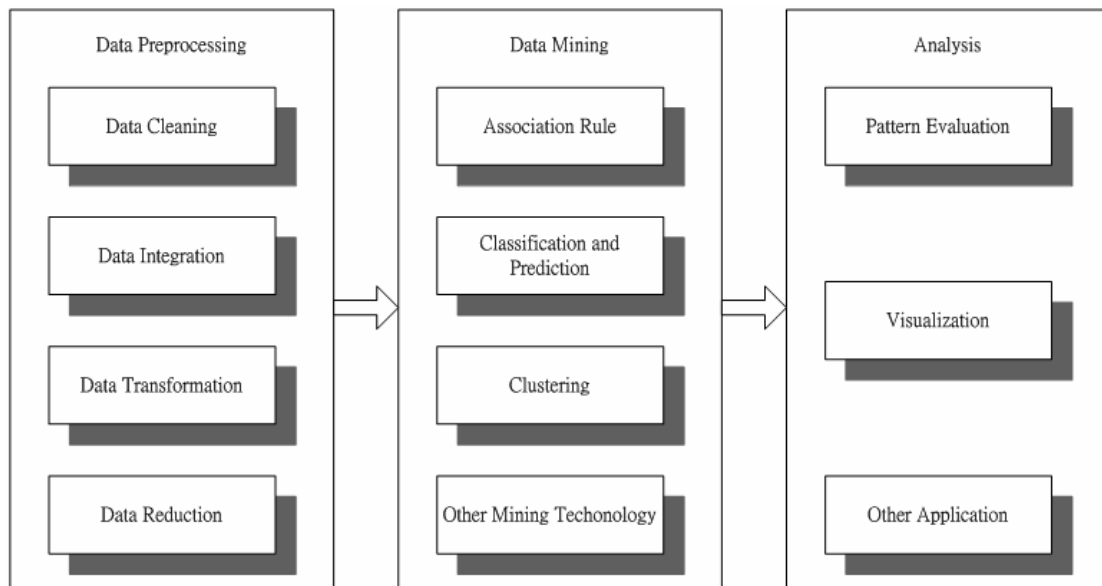 Data Preprocessing
Data Cleaning
Data Integration
Data Transformation
Data Reduction
Data Mining
Association Rule
Classification and
Prediction
Clustering
Other Mining Techonology
Analysis
Pattern Evaluation
Visualization
Other Application